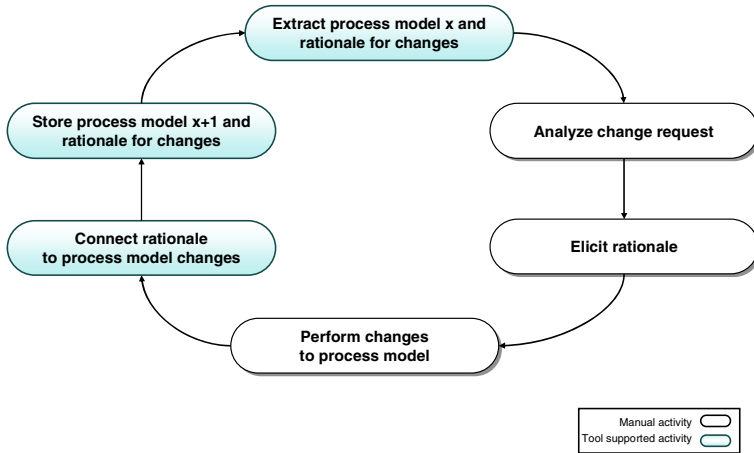 Extract process model x and
rationale for changes
Store process model x+1 and
rationale for changes
Analyze change request
Connect rationale
to process model changes
Elicit rationale
Perform changes
to process model
Manual activity
Tool supported activity